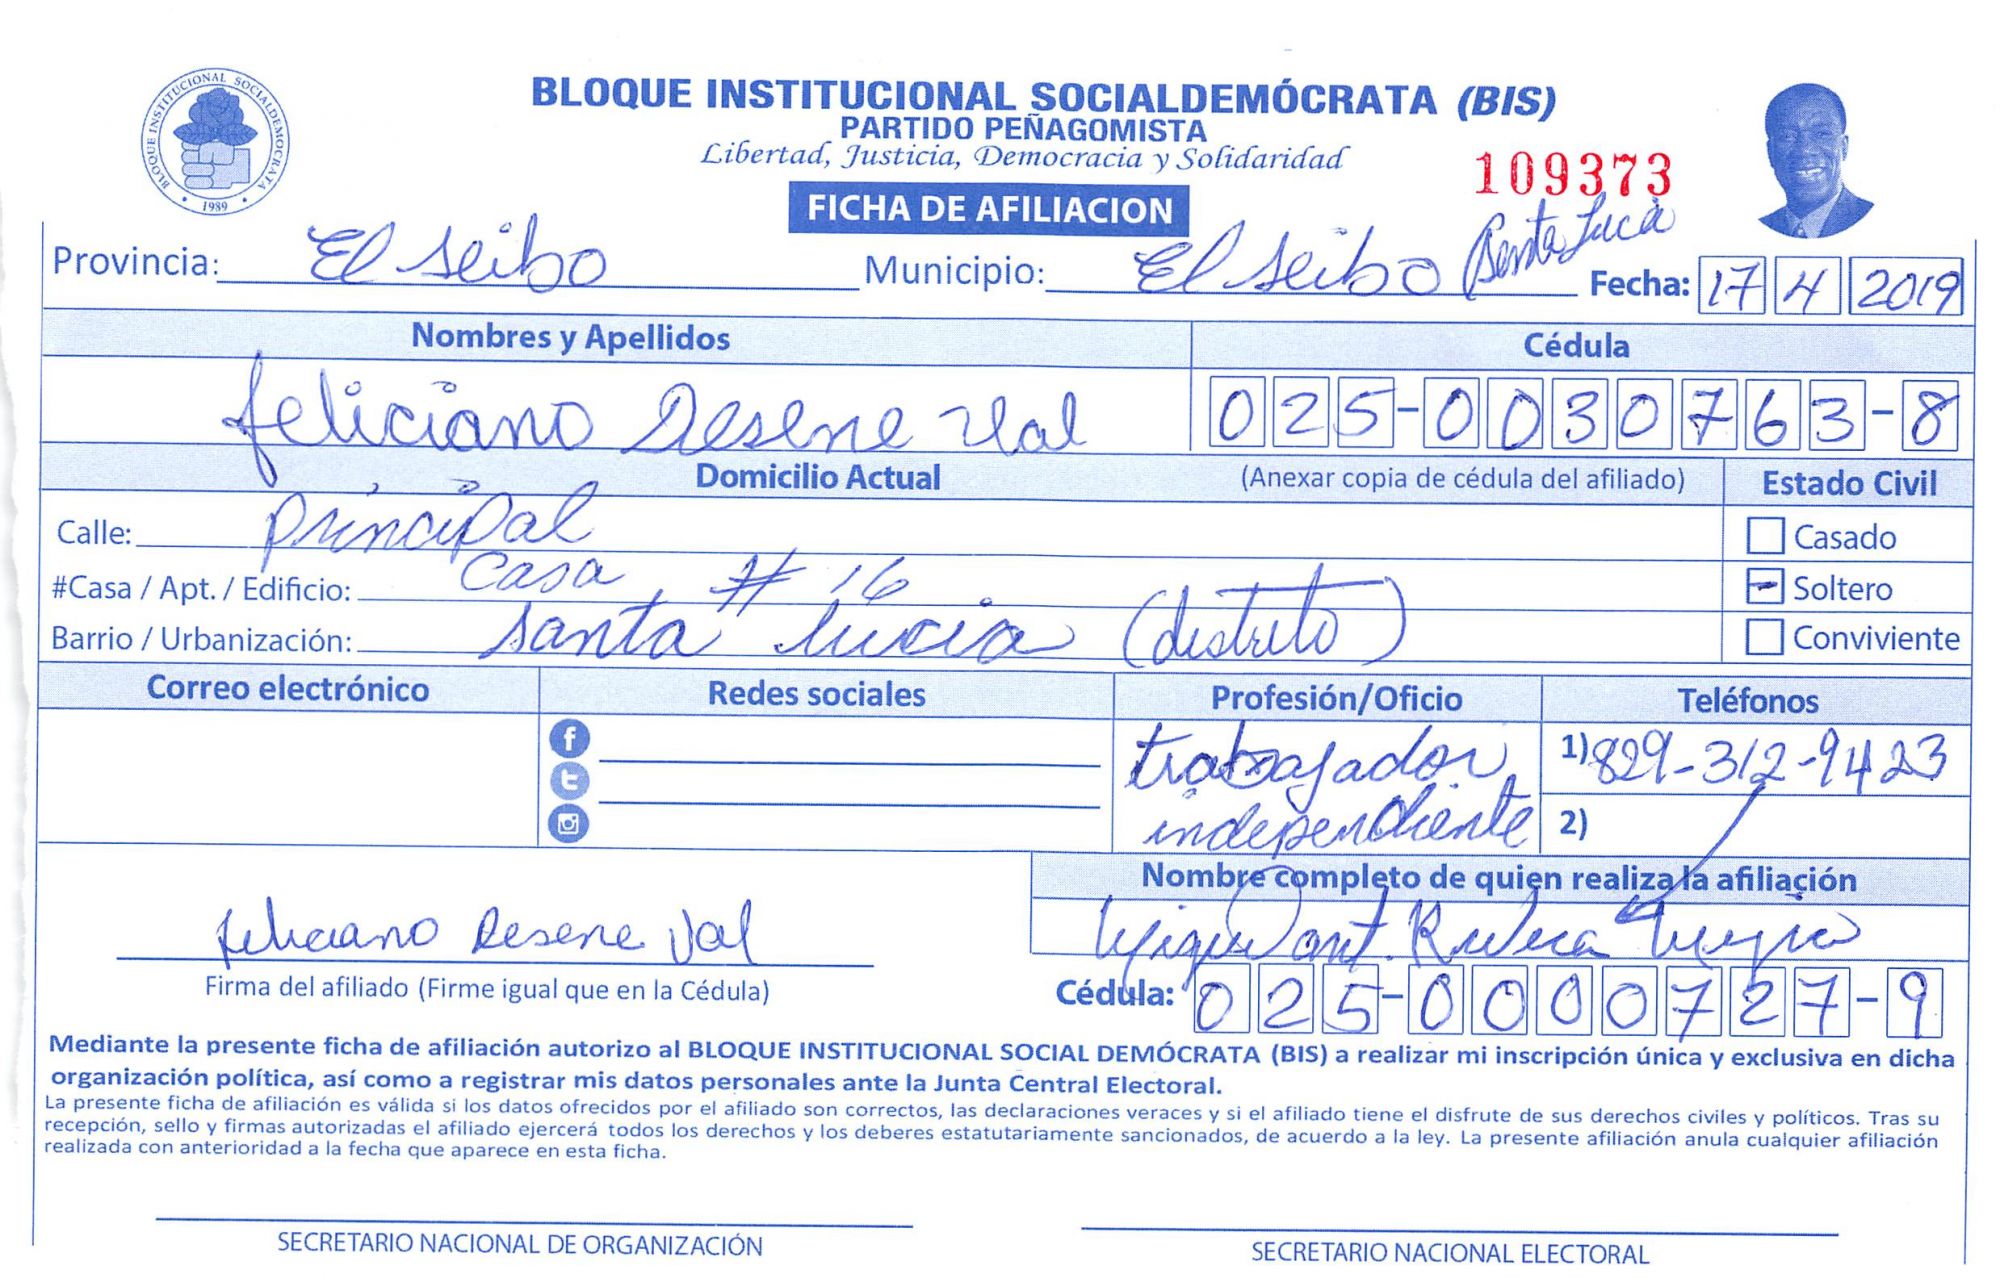 BLOQUE INSTITUCIONAL SOCIALDEMOCRATA
1989
BLOQUE INSTITUCIONAL SOCIALDEMÓCRATA (BIS)
PARTIDO PEÑAGOMISTA
Libertad, Justicia, Democracia y Solidaridad
109373
FICHA DE AFILIACION
Provincia: El Seibo Municipio: El Seibo Fecha: 17 4 2019
Nombres y Apellidos Cédula
feliciano Desene Val 025-0030763-8
Domicilio Actual (Anexar copia de cédula del afiliado) Estado Civil
Calle: principal Casado
#Casa / Apt. / Edificio: Casa # 16 Soltero
Barrio / Urbanización: Santa lucia (distrito) Conviviente
Correo electrónico Redes sociales Profesión/Oficio Teléfonos
trabajador 1) 829-312-9423
independiente 2)
Nombre completo de quien realiza la afiliación
feliciano Desene Val
Firma del afiliado (Firme igual que en la Cédula) Cédula: 025-0000727-9
Mediante la presente ficha de afiliación autorizo al BLOQUE INSTITUCIONAL SOCIAL DEMÓCRATA (BIS) a realizar mi inscripción única y exclusiva en dicha
organización política, así como a registrar mis datos personales ante la Junta Central Electoral.
La presente ficha de afiliación es válida si los datos ofrecidos por el afiliado son correctos, las declaraciones veraces y si el afiliado tiene el disfrute de sus derechos civiles y políticos. Tras su
recepción, sello y firmas autorizadas el afiliado ejercerá todos los derechos y los deberes estatutariamente sancionados, de acuerdo a la ley. La presente afiliación anula cualquier afiliación
realizada con anterioridad a la fecha que aparece en esta ficha.
SECRETARIO NACIONAL DE ORGANIZACIÓN SECRETARIO NACIONAL ELECTORAL